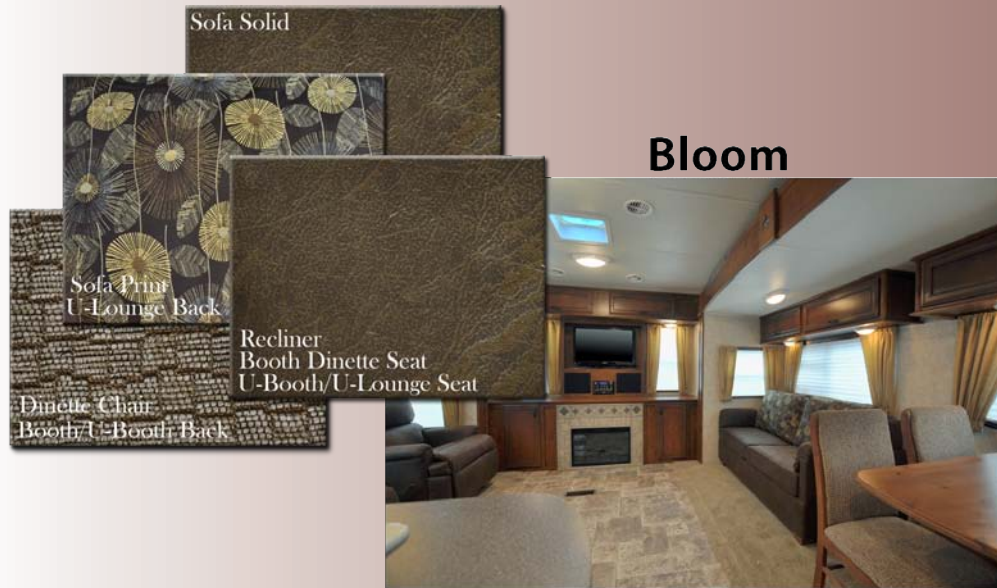 Sofa Solid
Bloom
Sofa Print
U-Lounge Back
Recliner
Booth Dinette Seat
U-Booth/U-Lounge Seat
Dinette Chair
Booth/U-Booth Back